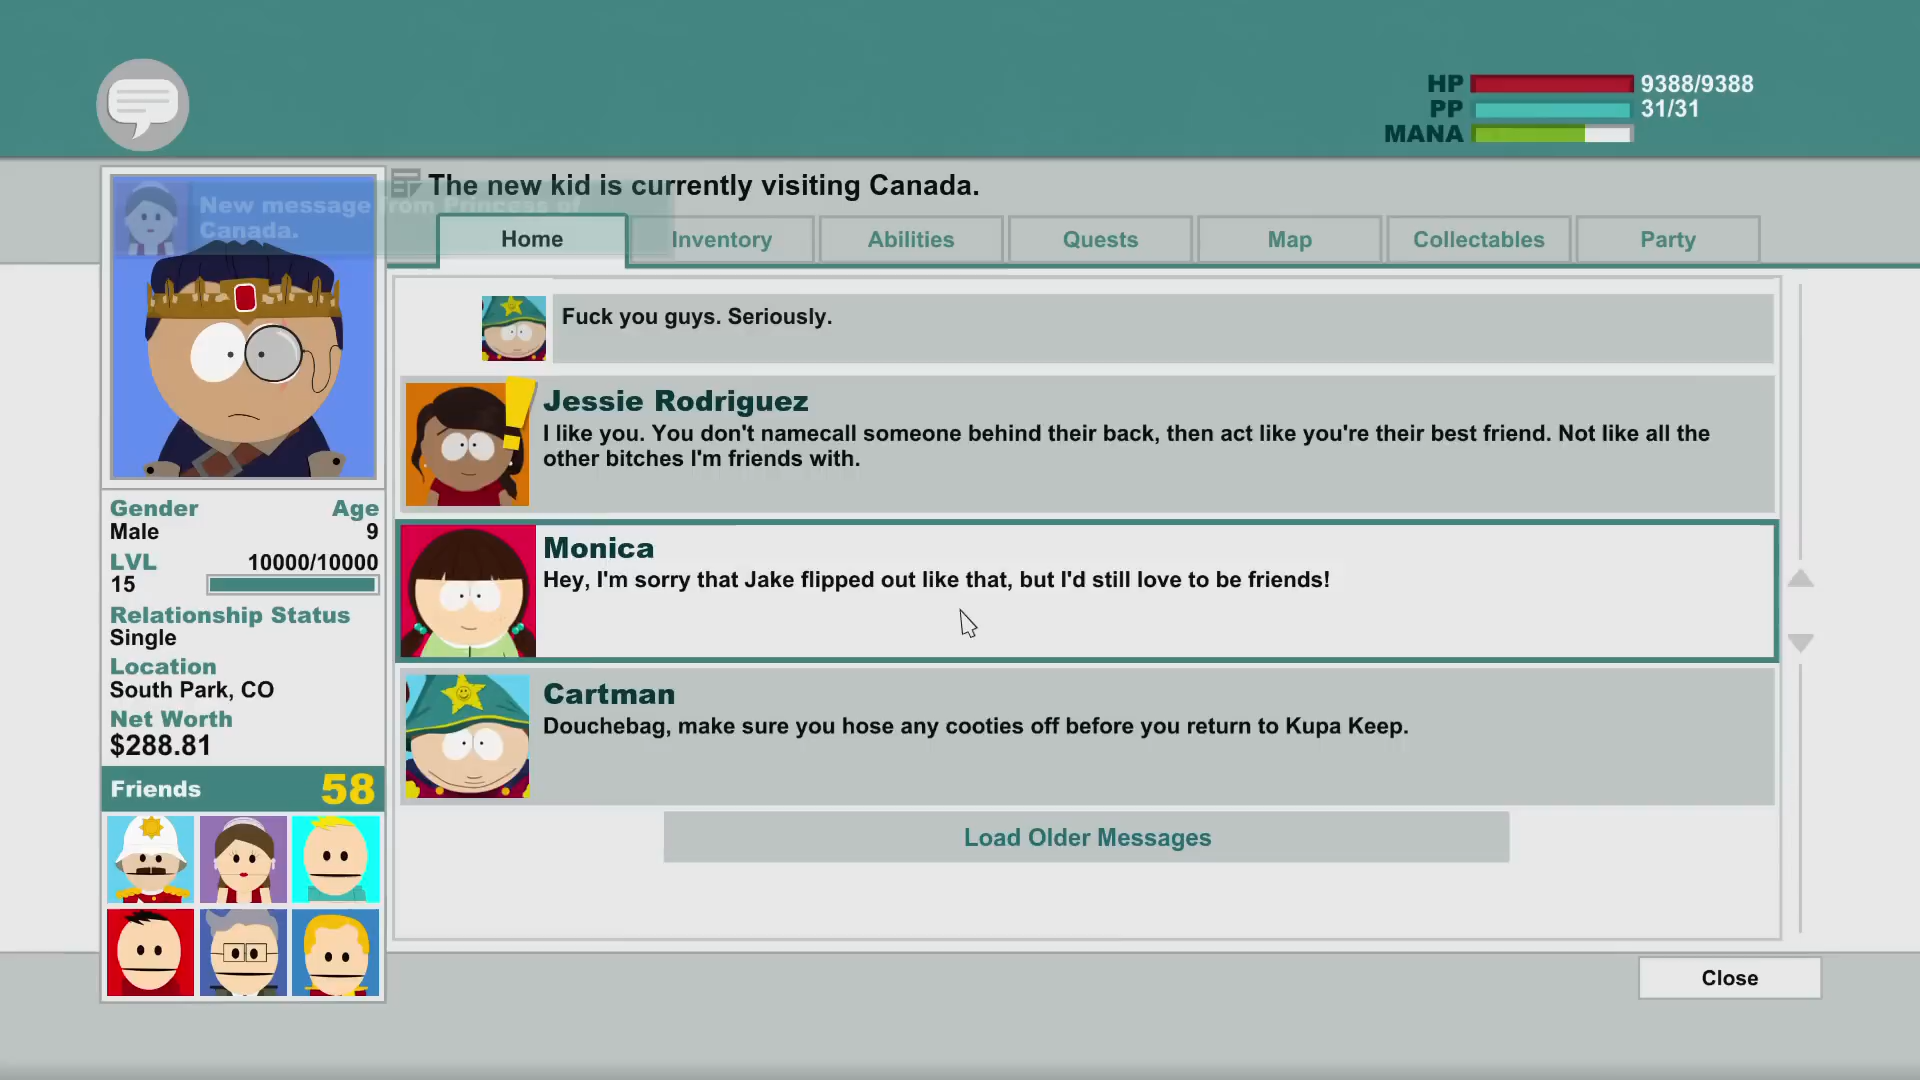 HP 9388/9388
PP 31/31
MANA
The new kid is currently visiting Canada.
New message from Princess of
Canada.
Home Inventory Abilities Quests Map Collectables Party
Fuck you guys. Seriously.
Jessie Rodriguez
I like you. You don't namecall someone behind their back, then act like you're their best friend. Not like all the
other bitches I'm friends with.
Monica
Hey, I'm sorry that Jake flipped out like that, but I'd still love to be friends!
Cartman
Douchebag, make sure you hose any cooties off before you return to Kupa Keep.
Load Older Messages
Gender Age
Male 9
LVL 10000/10000
15
Relationship Status
Single
Location
South Park, CO
Net Worth
$288.81
Friends 58
Close